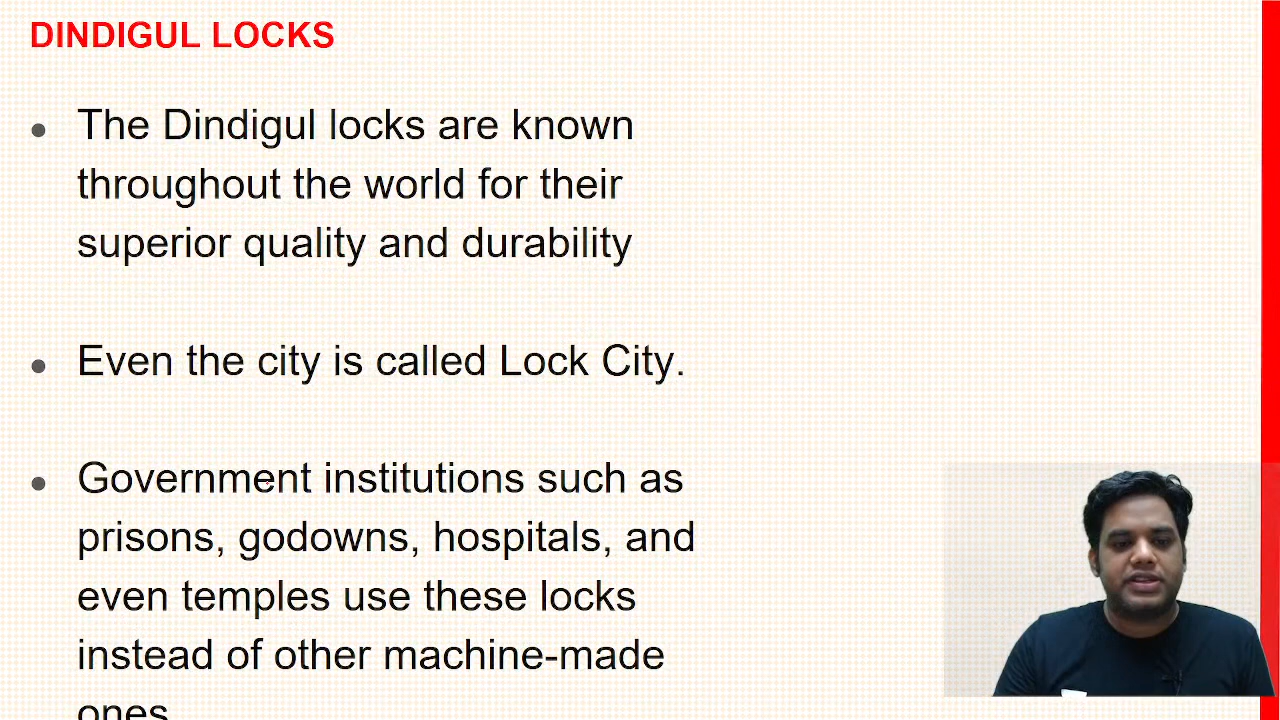 DINDIGUL LOCKS
● The Dindigul locks are known
throughout the world for their
superior quality and durability
● Even the city is called Lock City.
● Government institutions such as
prisons, godowns, hospitals, and
even temples use these locks
instead of other machine-made
ones